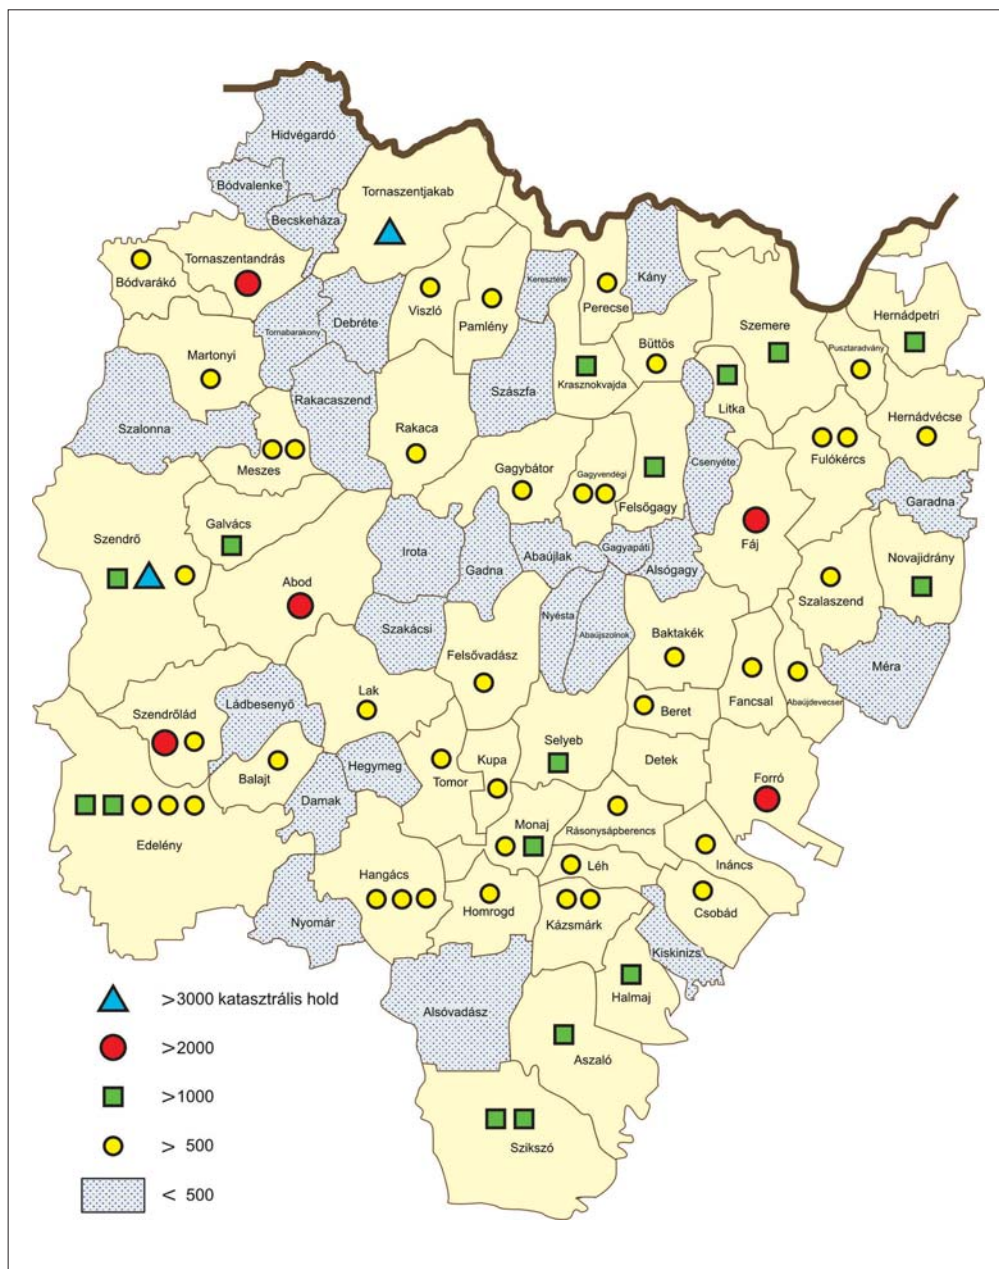 Hidvégardó
Bódvalenke
Becskeháza
Tornaszentjakab
Tornaszentandrás
Bódvarákó
Kány
Keresztéte
Viszló
Pamlény
Perecse
Debréte
Tornabarakony
Hernádpetri
Szemere
Büttös
Pusztaradvány
Martonyi
Krasznokvajda
Szászfa
Litka
Rakacaszend
Hernádvécse
Szalonna
Rakaca
Fulókércs
Csenyéte
Meszes
Gagybátor
Gagyvendégi
Felsőgagy
Garadna
Szendrő
Galvács
Fáj
Irota
Gadna
Abaújlak
Gagyapáti
Alsógagy
Novajidrány
Abod
Szalaszend
Szakácsi
Nyésta
Abaújszolnok
Baktakék
Felsővadász
Méra
Lak
Fancsal
Abaújdevecser
Ládbesenyő
Szendrőlád
Beret
Selyeb
Kupa
Detek
Hegymeg
Tomor
Balajt
Forró
Damak
Monaj
Rásonysápberencs
Edelény
Ináncs
Léh
Hangács
Homrogd
Kázsmárk
Csobád
Nyomár
Kiskinizs
Halmaj
Alsóvadász
Aszaló
Szikszó
>3000 katasztrális hold
>2000
>1000
> 500
< 500